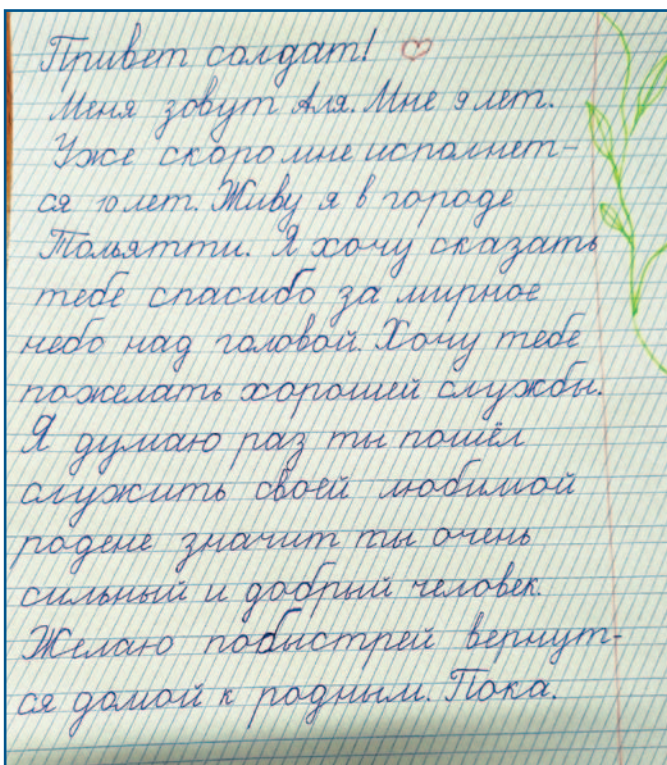 Привет солдат!
Меня зовут Аля. Мне 9 лет.
Уже скоро мне исполнет-
ся 10 лет. Живу я в городе
Тольятти. Я хочу сказать
тебе спасибо за мирное
небо над головой. Хочу тебе
пожелать хорошей службы.
Я думаю раз ты пошёл
служить своей любимой
родене значит ты очень
сильный и добрый человек.
Желаю побыстрей вернут-
ся домой к родным. Пока.